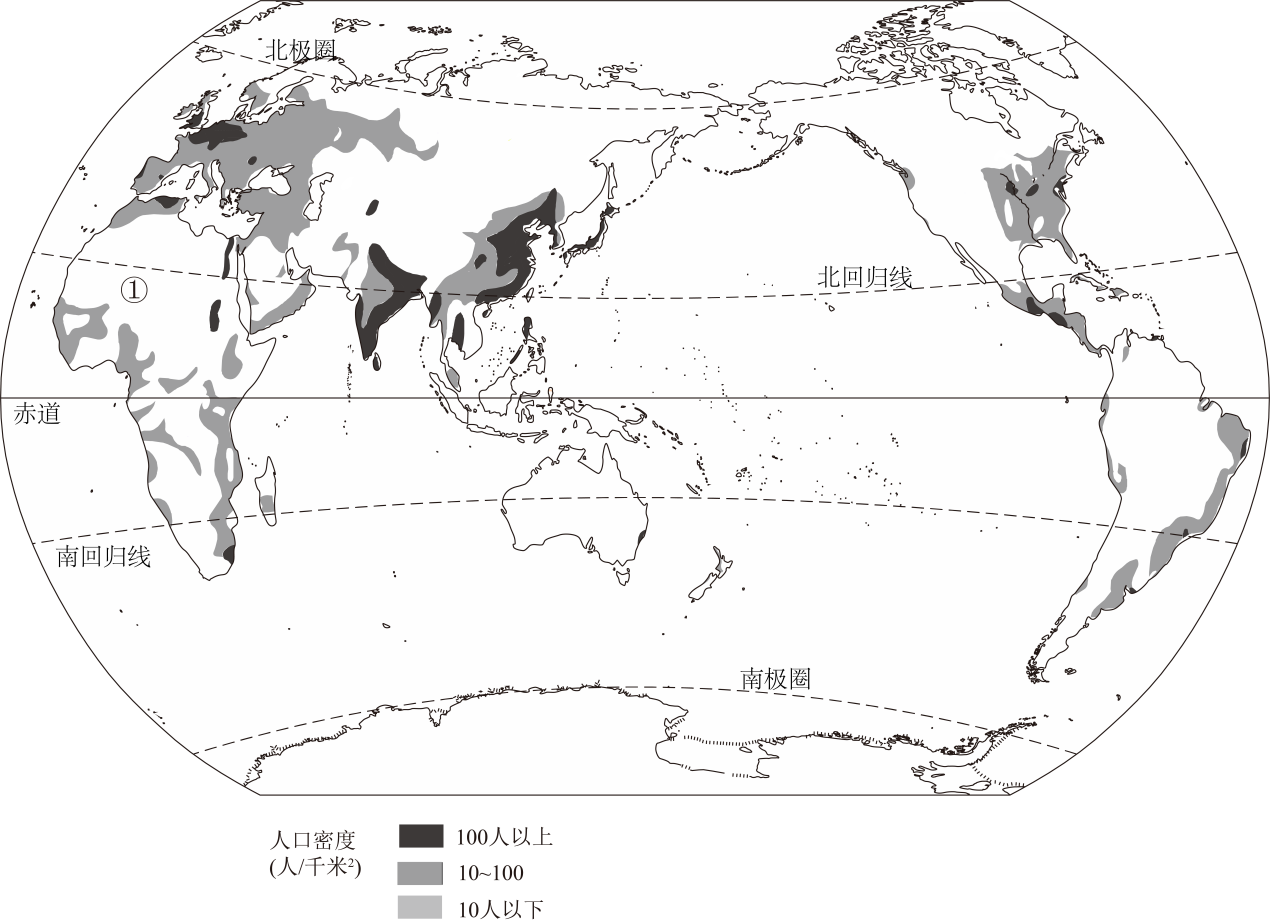 北极圈
①
北回归线
赤道
南回归线
南极圈
人口密度
(人/千米²)
100人以上
10~100
10人以下